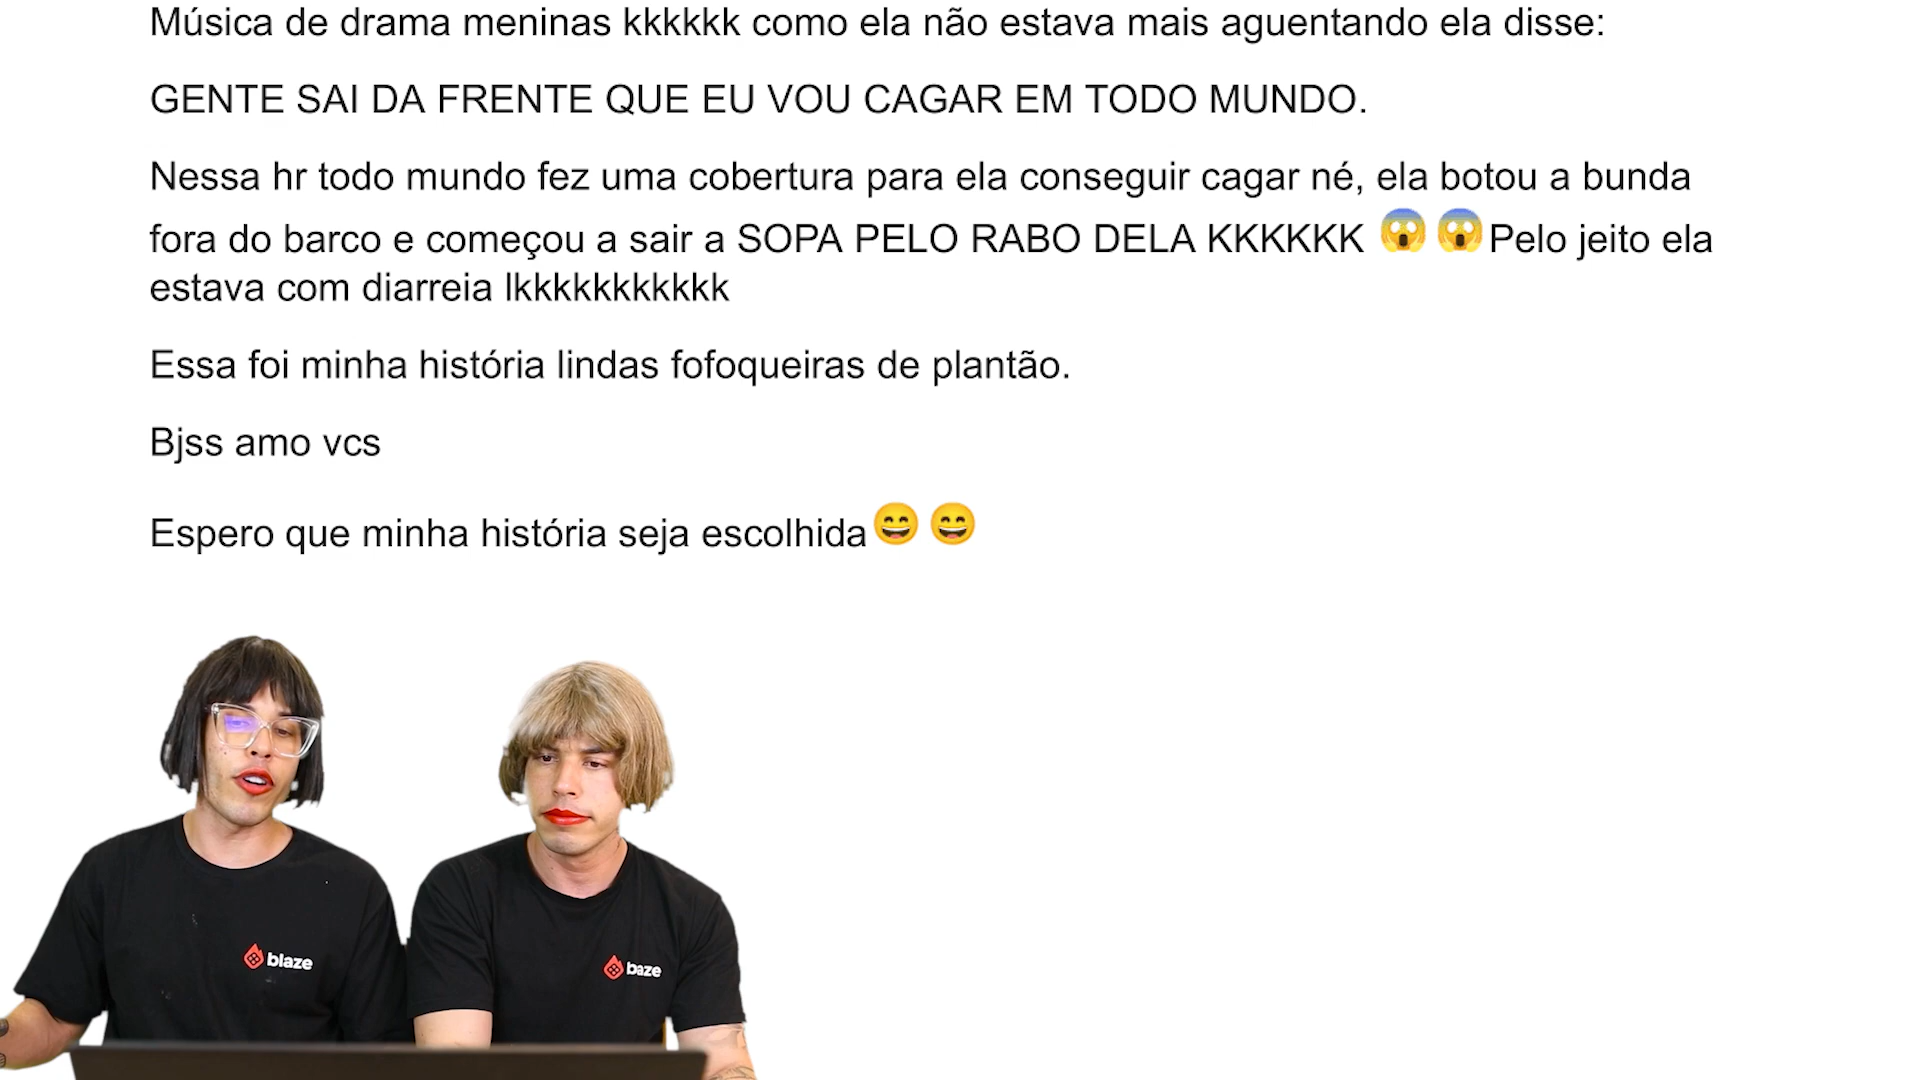 Música de drama meninas kkkkkk como ela não estava mais aguentando ela disse:
GENTE SAI DA FRENTE QUE EU VOU CAGAR EM TODO MUNDO.
Nessa hr todo mundo fez uma cobertura para ela conseguir cagar né, ela botou a bunda
fora do barco e começou a sair a SOPA PELO RABO DELA KKKKKK 😱 😱 Pelo jeito ela
estava com diarreia lkkkkkkkkkkk
Essa foi minha história lindas fofoqueiras de plantão.
Bjss amo vcs
Espero que minha história seja escolhida😄 😄
blaze
baze